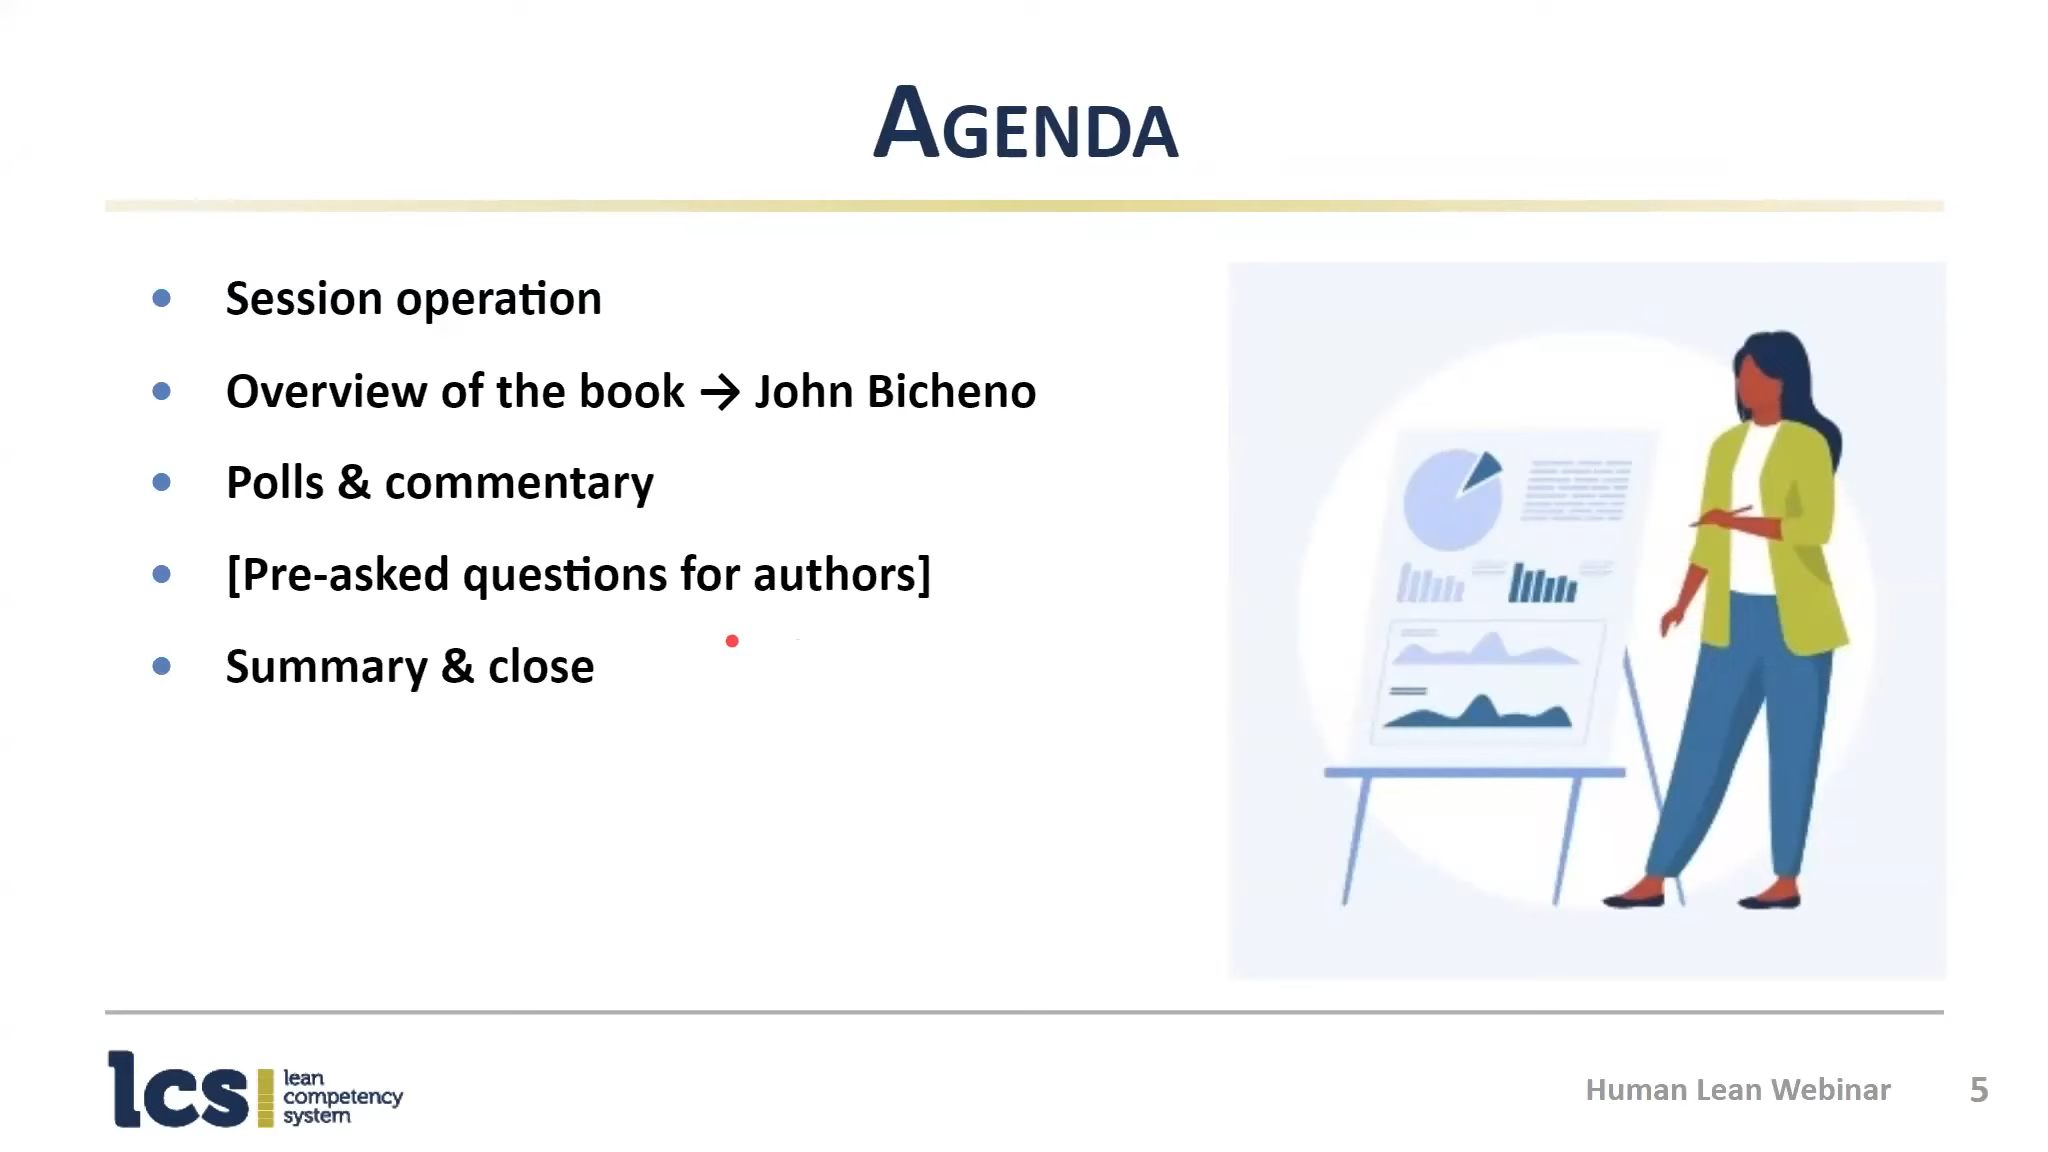 AGENDA
• Session operation
• Overview of the book → John Bicheno
• Polls & commentary
• [Pre-asked questions for authors]
• Summary & close
lcs
lean
competency
system
Human Lean Webinar 5